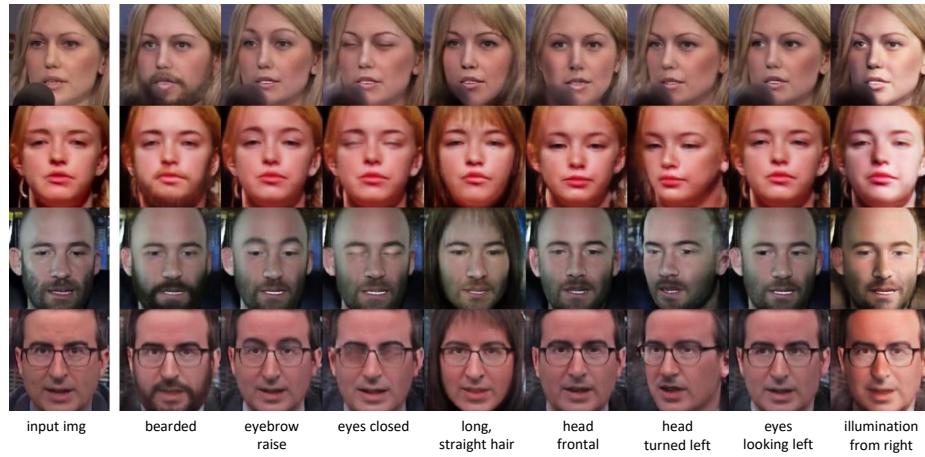 input img
bearded
eyebrow
raise
eyes closed
long,
straight hair
head
frontal
head
turned left
eyes
looking left
illumination
from right